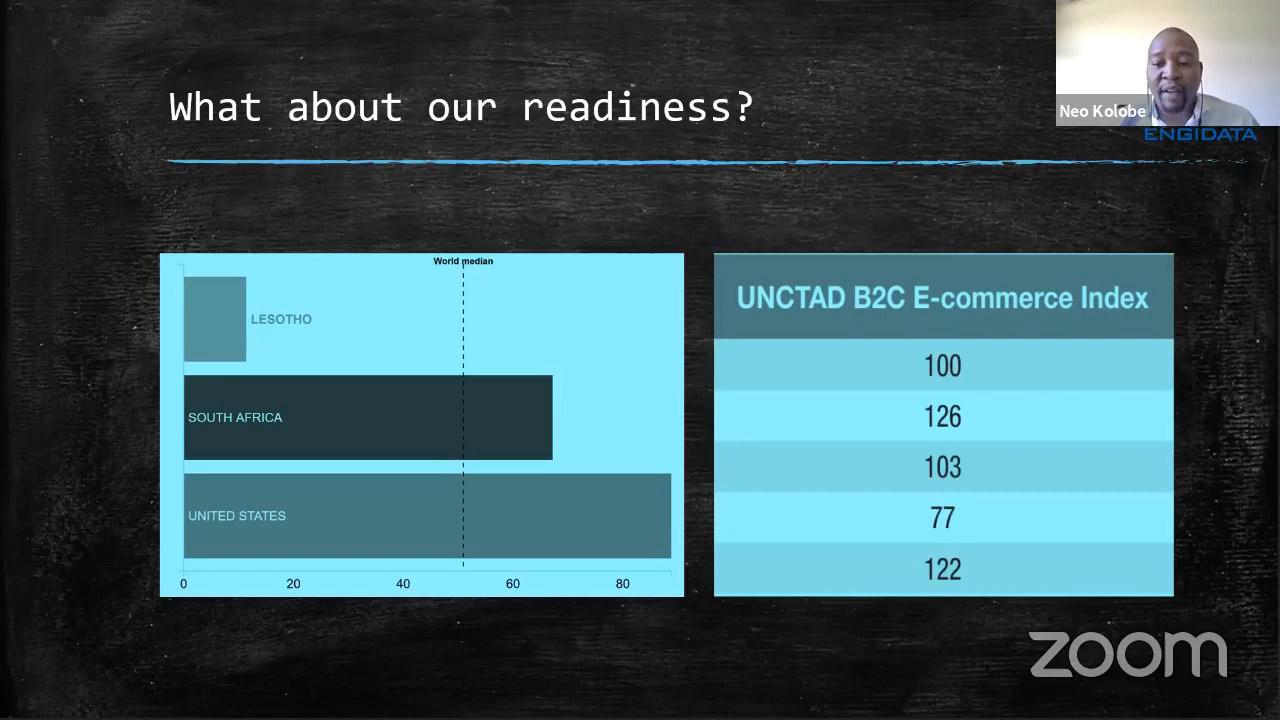 What about our readiness?
Neo Kolobe
ENGIDATA
World median
LESOTHO
SOUTH AFRICA
UNITED STATES
0 20 40 60 80
UNCTAD B2C E-commerce Index
100
126
103
77
122
zoom